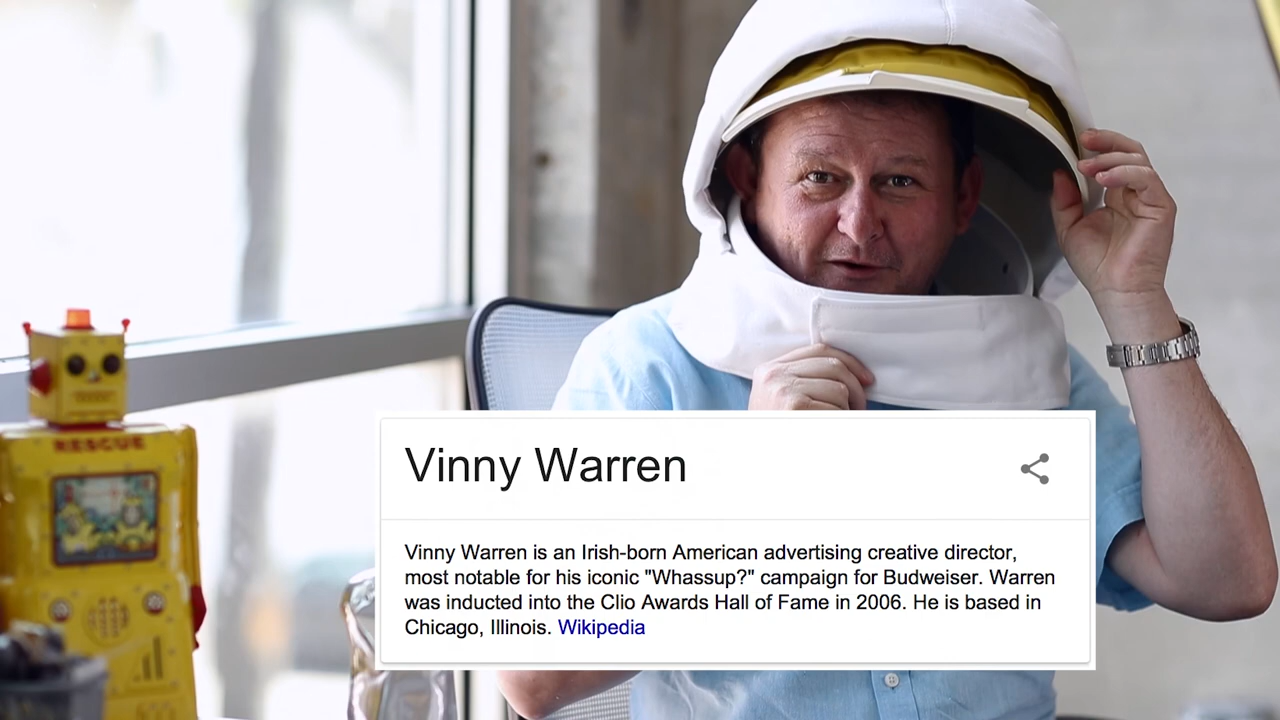 RESCUE
Vinny Warren
Vinny Warren is an Irish-born American advertising creative director,
most notable for his iconic "Whassup?" campaign for Budweiser. Warren
was inducted into the Clio Awards Hall of Fame in 2006. He is based in
Chicago, Illinois. Wikipedia